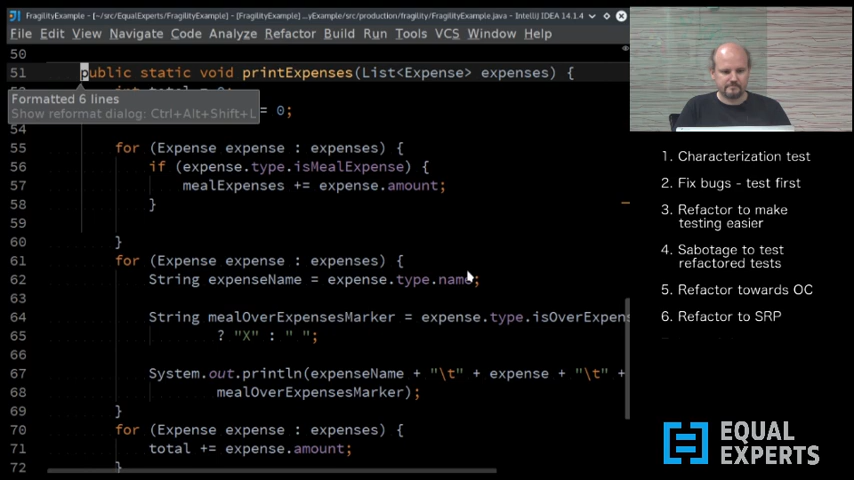 FragilityExample - [~/src/EqualExperts/FragilityExample] - [FragilityExample] ...yExample/src/production/fragility/FragilityExample.java - IntelliJ IDEA 14.1.4
File Edit View Navigate Code Analyze Refactor Build Run Tools VCS Window Help
50
51 public static void printExpenses(List<Expense> expenses) {
Formatted 6 lines
Show reformat dialog: Ctrl+Alt+Shift+L
= 0;
54
55 for (Expense expense : expenses) {
56 if (expense.type.isMealExpense) {
57 mealExpenses += expense.amount;
58 }
59
60 }
61 for (Expense expense : expenses) {
62 String expenseName = expense.type.name;
63
64 String mealOverExpensesMarker = expense.type.isOverExpens
65 ? "X" : " ";
66
67 System.out.println(expenseName + "\t" + expense + "\t" +
68 mealOverExpensesMarker);
69 }
70 for (Expense expense : expenses) {
71 total += expense.amount;
72 }
1. Characterization test
2. Fix bugs - test first
3. Refactor to make
testing easier
4. Sabotage to test
refactored tests
5. Refactor towards OC
6. Refactor to SRP
EQUAL
EXPERTS